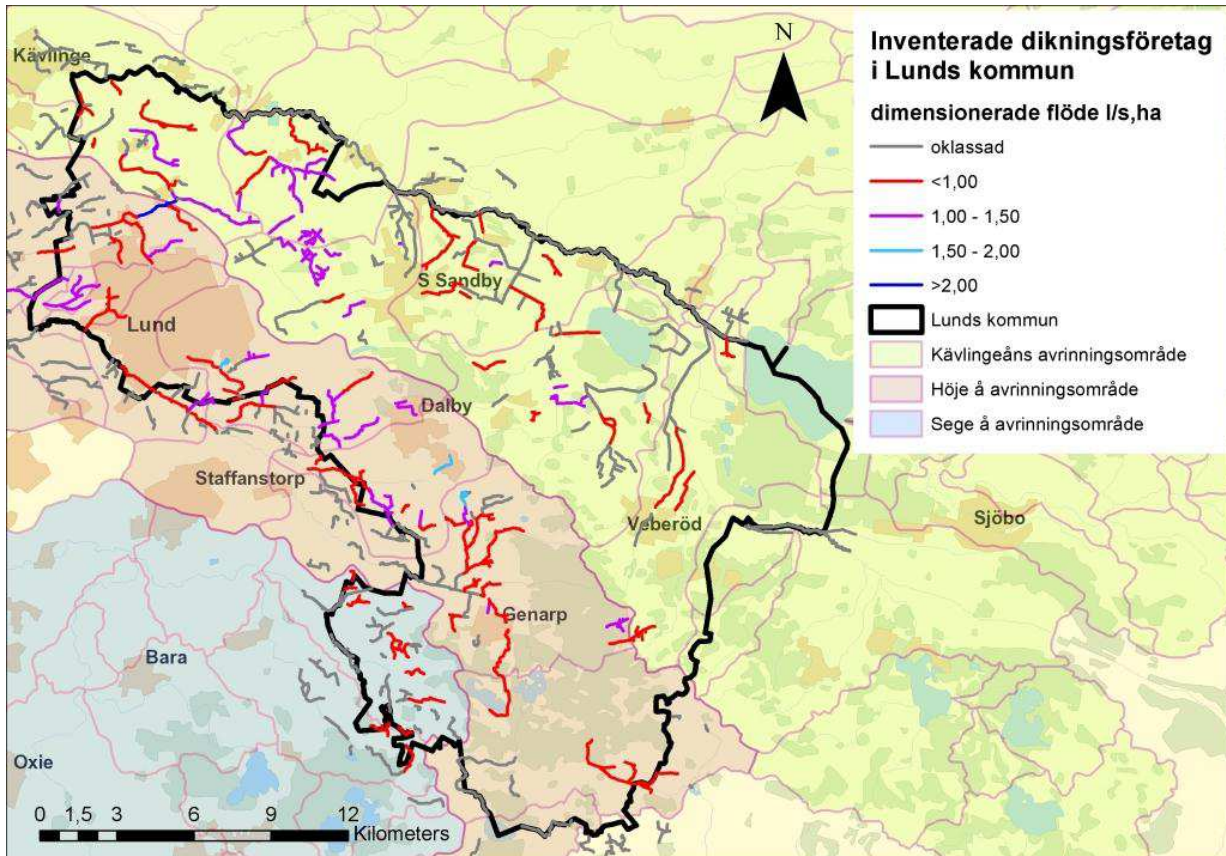 Kävlinge
N
Inventerade dikningsföretag
i Lunds kommun
dimensionerade flöde l/s,ha
oklassad
<1,00
1,00 - 1,50
1,50 - 2,00
>2,00
Lunds kommun
Kävlingeåns avrinningsområde
Höje å avrinningsområde
Sege å avrinningsområde
S Sandby
Lund
Dalby
Staffanstorp
Veberöd
Sjöbo
Genarp
Bara
Oxie
0 1,5 3 6 9 12
Kilometers